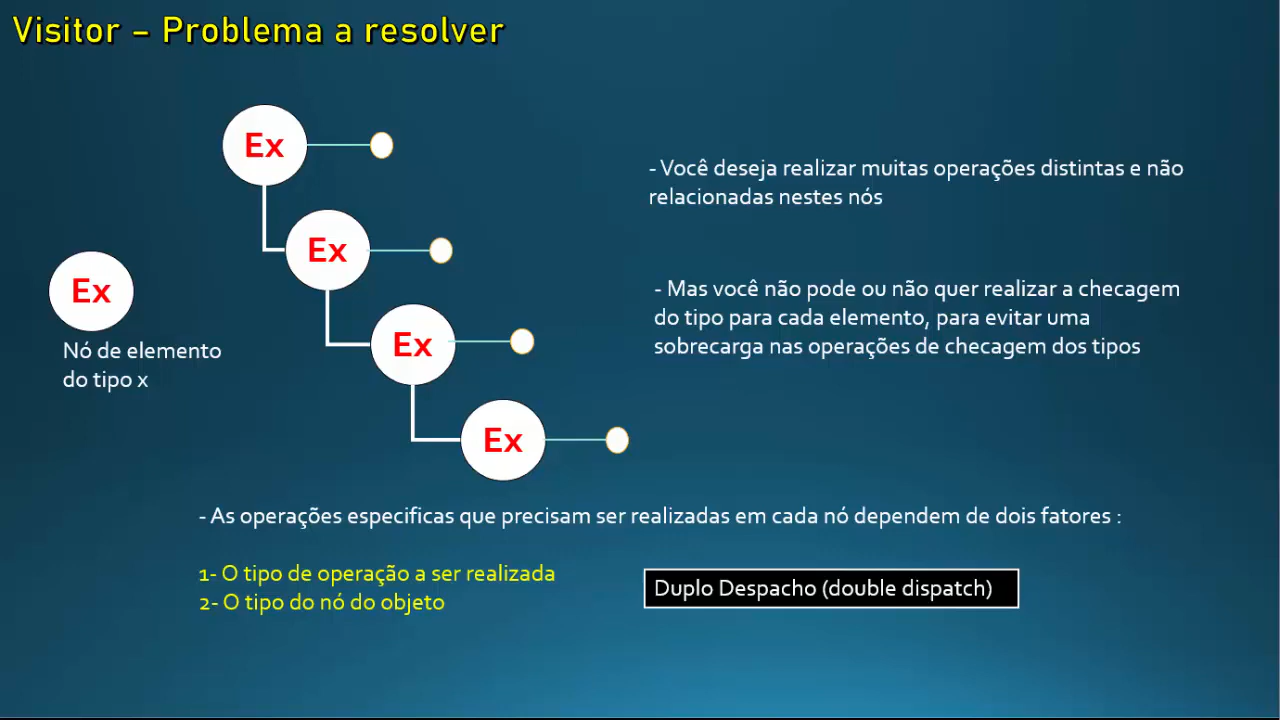 Visitor – Problema a resolver
Ex
Ex
- Você deseja realizar muitas operações distintas e não
relacionadas nestes nós
Ex
Ex
Nó de elemento
do tipo x
- Mas você não pode ou não quer realizar a checagem
do tipo para cada elemento, para evitar uma
sobrecarga nas operações de checagem dos tipos
Ex
- As operações especificas que precisam ser realizadas em cada nó dependem de dois fatores :
1- O tipo de operação a ser realizada
2- O tipo do nó do objeto
Duplo Despacho (double dispatch)